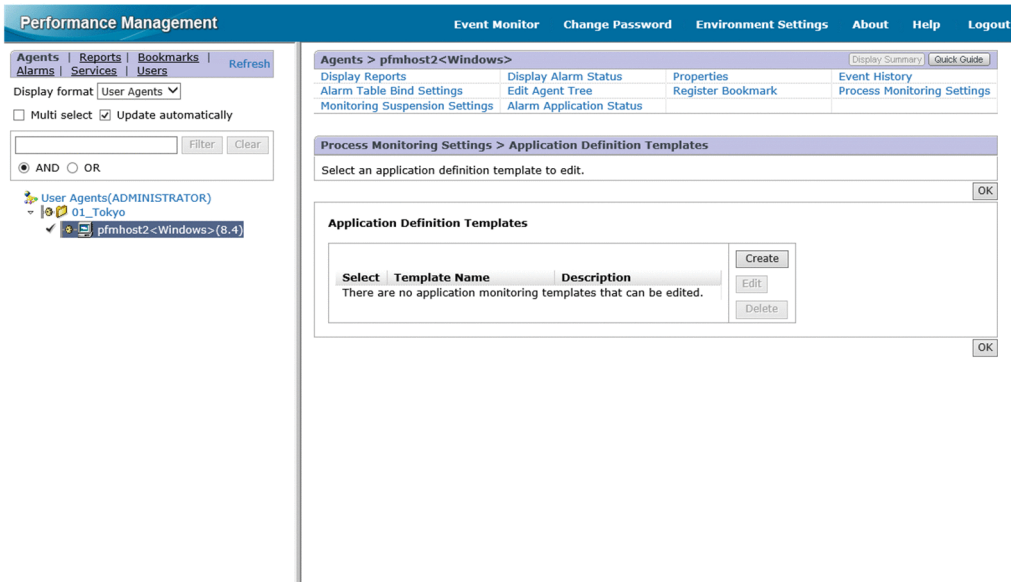 Performance Management
Event Monitor Change Password Environment Settings About Help Logout
Agents | Reports | Bookmarks | Refresh
Alarms | Services | Users
Display format User Agents
Multi select Update automatically
Filter Clear
AND OR
User Agents(ADMINISTRATOR)
01_Tokyo
pfmhost2<Windows>(8.4)
Agents > pfmhost2<Windows> Display Summary Quick Guide
Display Reports Display Alarm Status Properties Event History
Alarm Table Bind Settings Edit Agent Tree Register Bookmark Process Monitoring Settings
Monitoring Suspension Settings Alarm Application Status
Process Monitoring Settings > Application Definition Templates
Select an application definition template to edit.
OK
Application Definition Templates
Create
Select Template Name Description
Edit
There are no application monitoring templates that can be edited.
Delete
OK